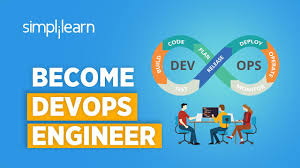 simplilearn
BECOME
DEVOPS
ENGINEER
CODE
PLAN
BUILD
DEV
TEST
RELEASE
DEPLOY
OPS
OPERATE
MONITOR